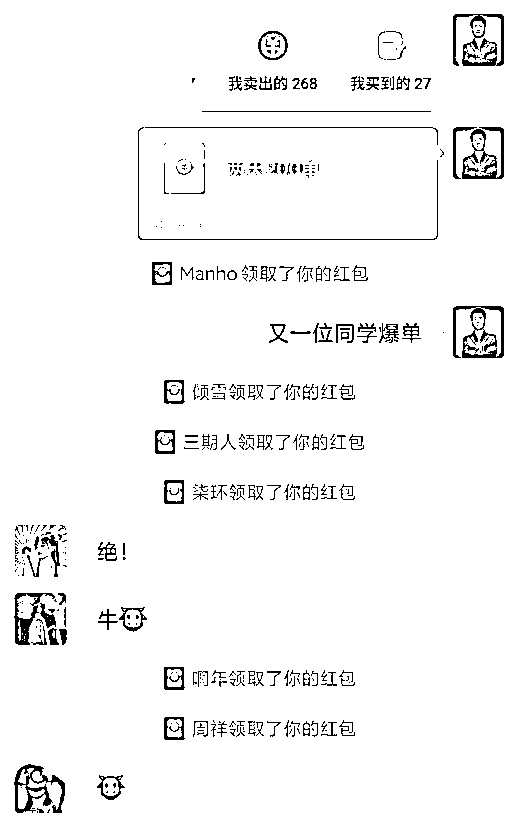 我卖出的 268 我买到的 27
Manho 领取了你的红包
又一位同学爆单
倾雪领取了你的红包
三期人领取了你的红包
柒环领取了你的红包
绝!
牛
啊年领取了你的红包
周祥领取了你的红包